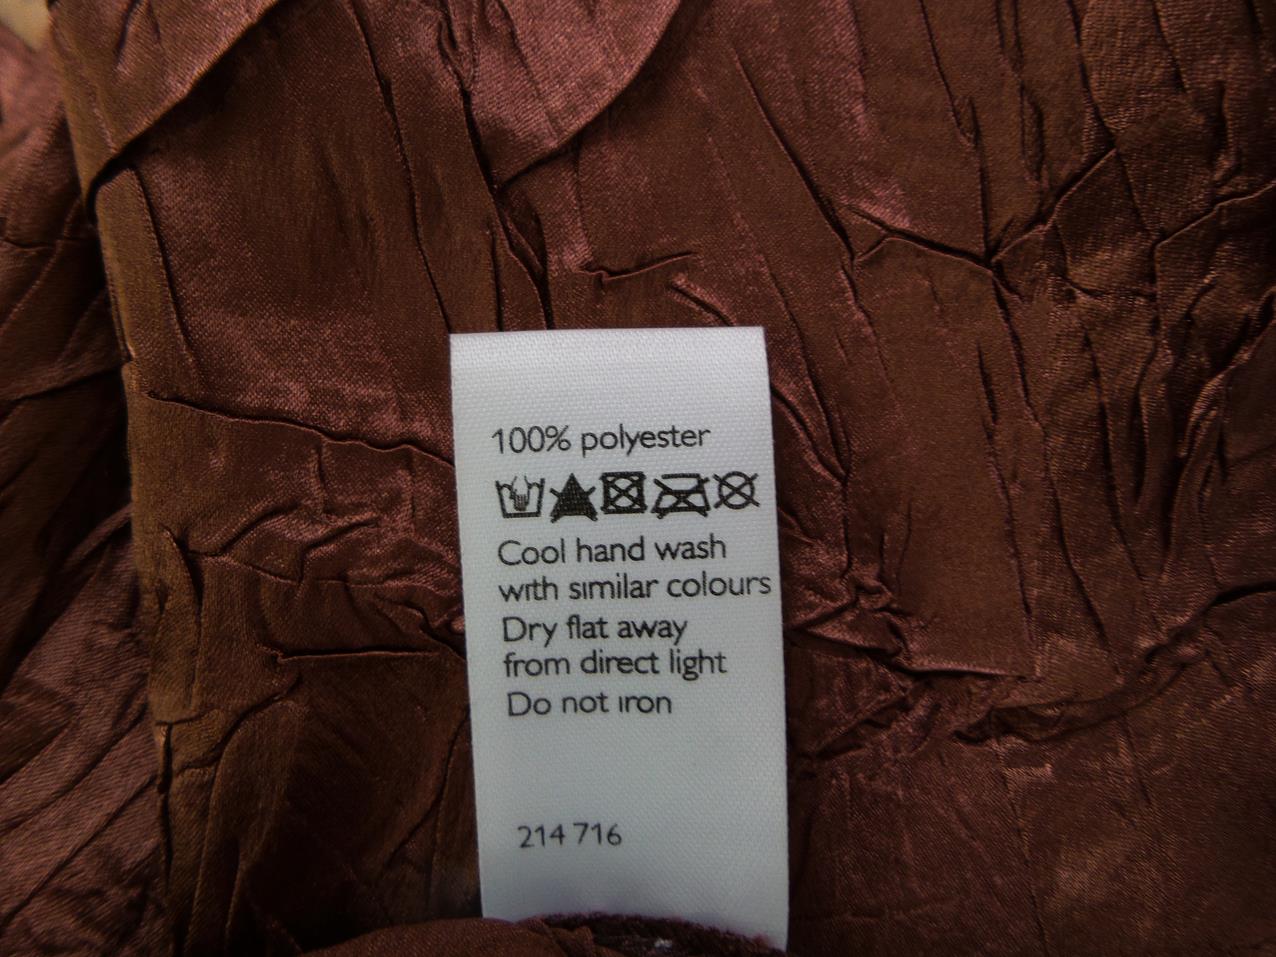 100% polyester
Cool hand wash
with similar colours
Dry flat away
from direct light
Do not iron
214 716